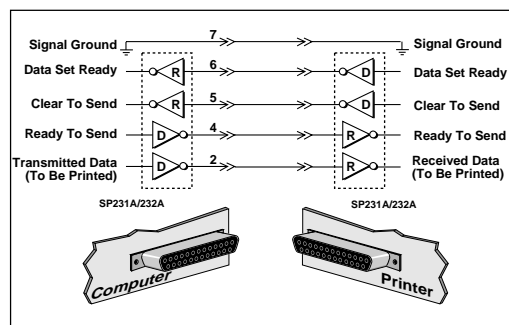 Signal Ground 7 Signal Ground
Data Set Ready R 6 D Data Set Ready
Clear To Send R 5 D Clear To Send
Ready To Send D 4 R Ready To Send
Transmitted Data
(To Be Printed) D 2 R Received Data
(To Be Printed)
SP231A/232A SP231A/232A
Computer Printer